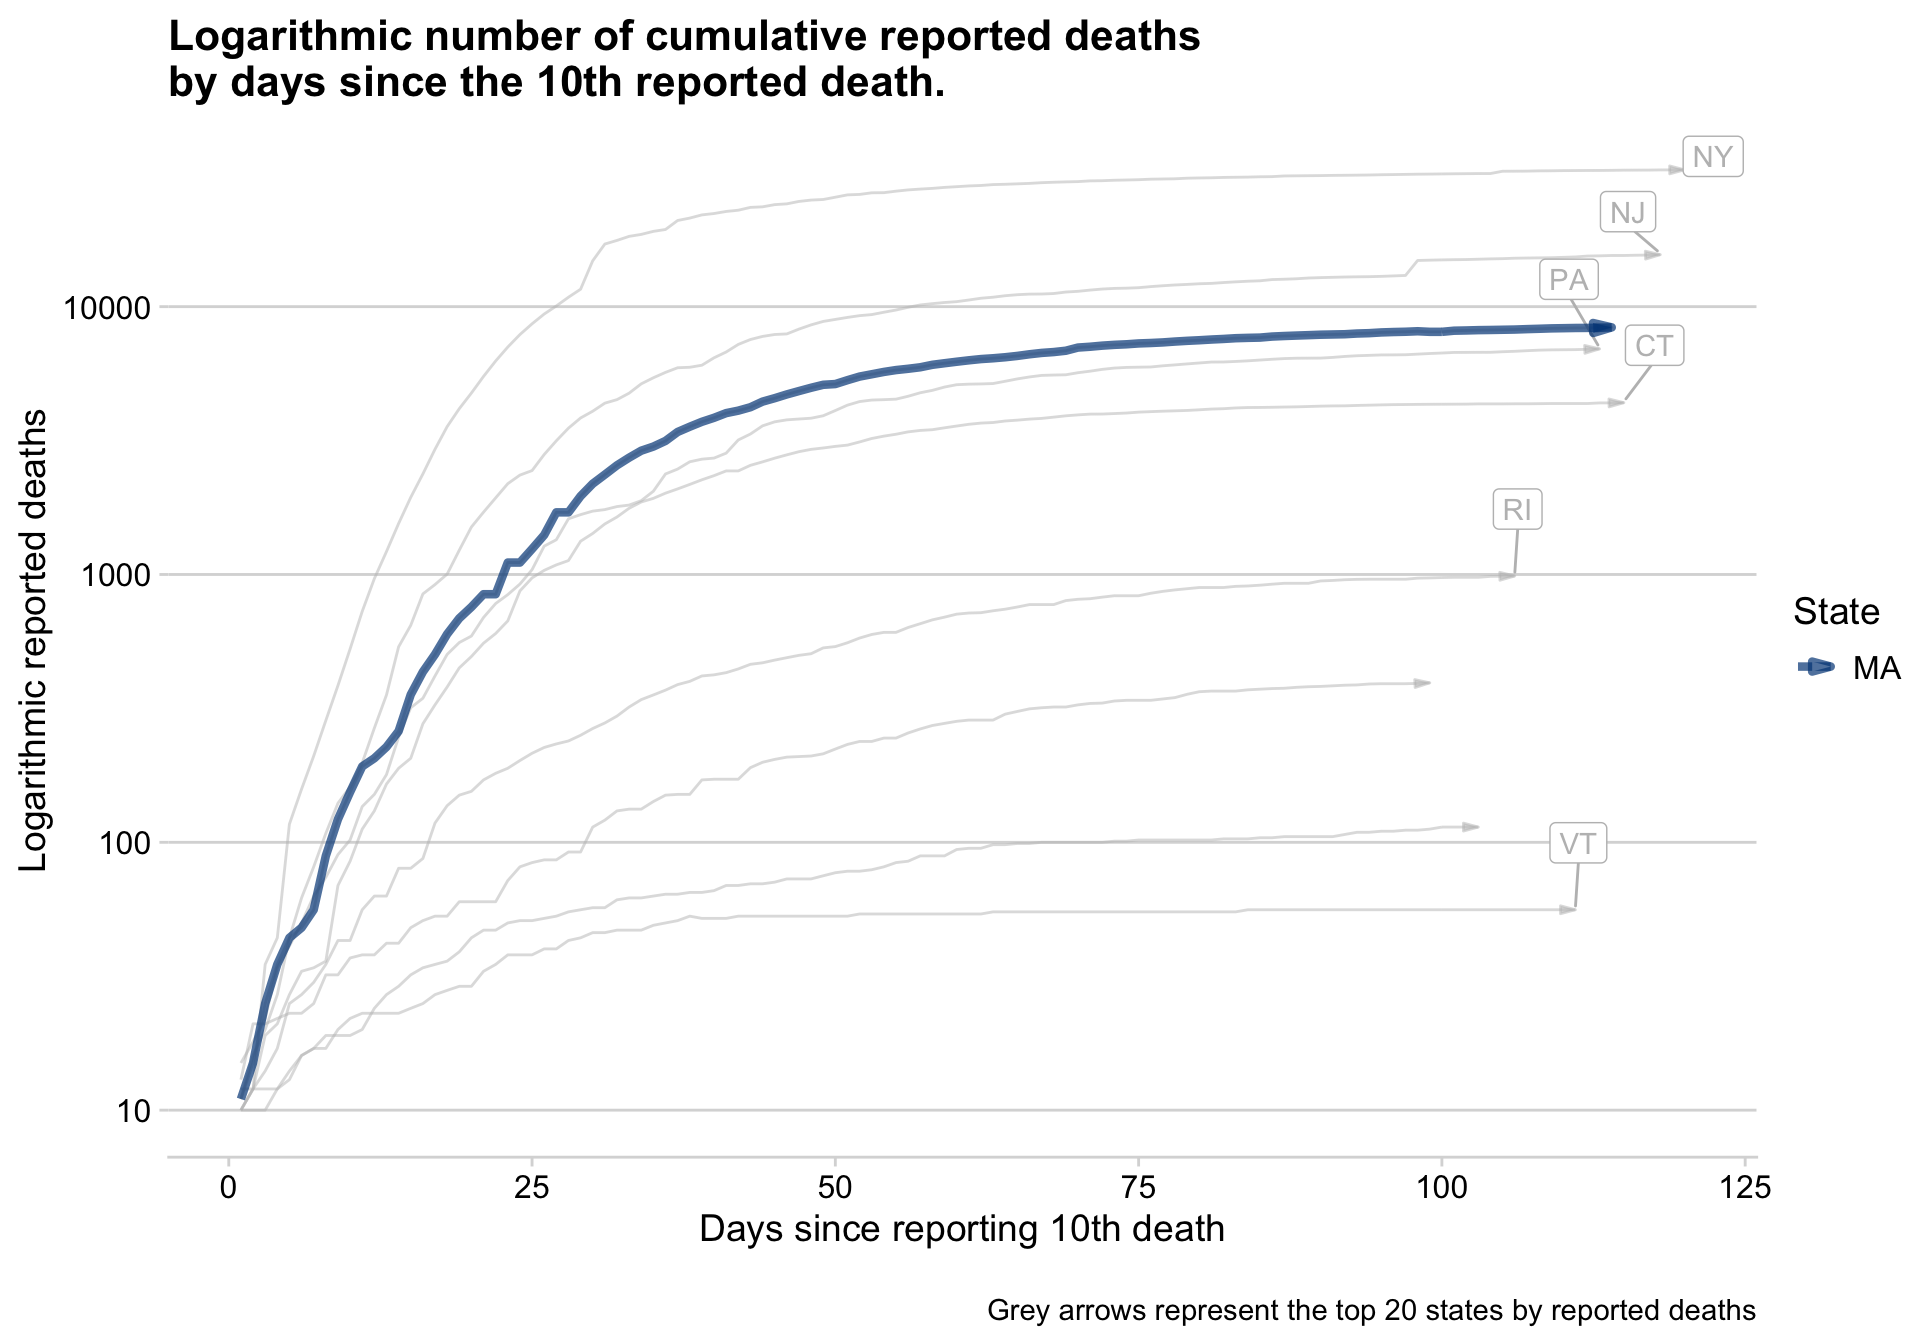 Logarithmic number of cumulative reported deaths
by days since the 10th reported death.
NY
NJ
PA
CT
RI
VT
10000
1000
100
10
Logarithmic reported deaths
0 25 50 75 100 125
Days since reporting 10th death
State
MA
Grey arrows represent the top 20 states by reported deaths